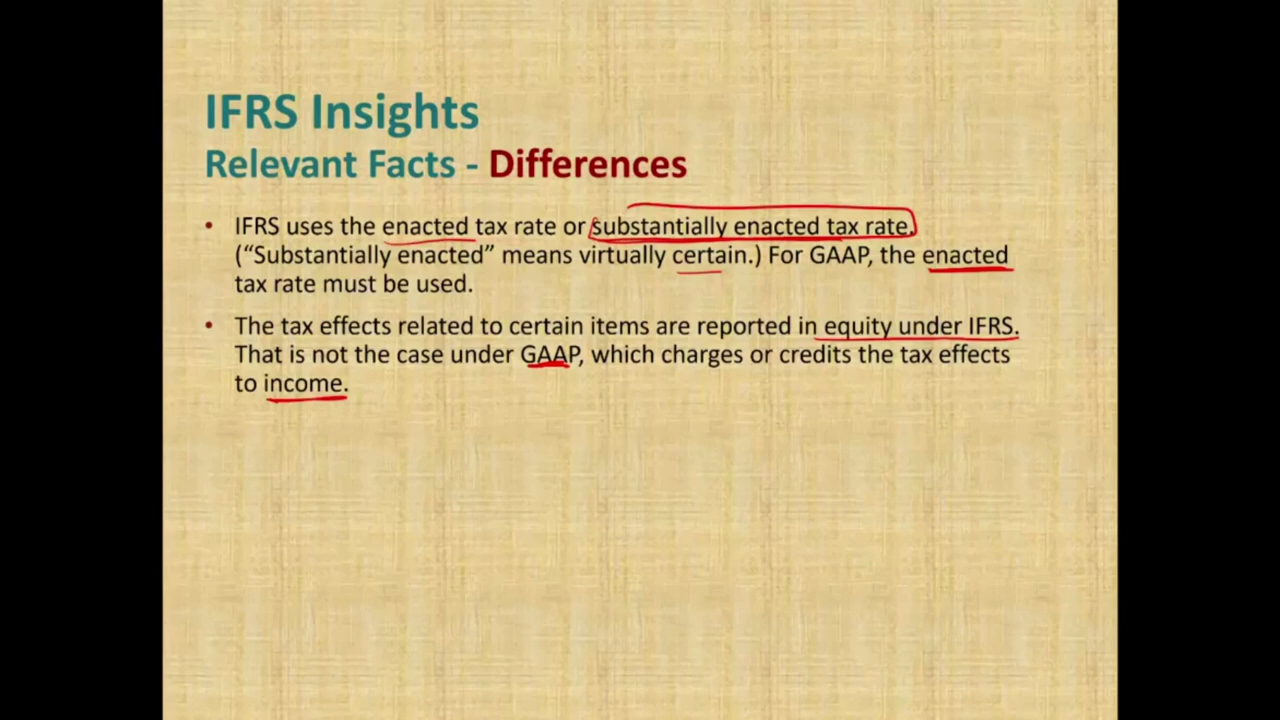 IFRS Insights
Relevant Facts - Differences
• IFRS uses the enacted tax rate or substantially enacted tax rate.
("Substantially enacted" means virtually certain.) For GAAP, the enacted
tax rate must be used.
• The tax effects related to certain items are reported in equity under IFRS.
That is not the case under GAAP, which charges or credits the tax effects
to income.